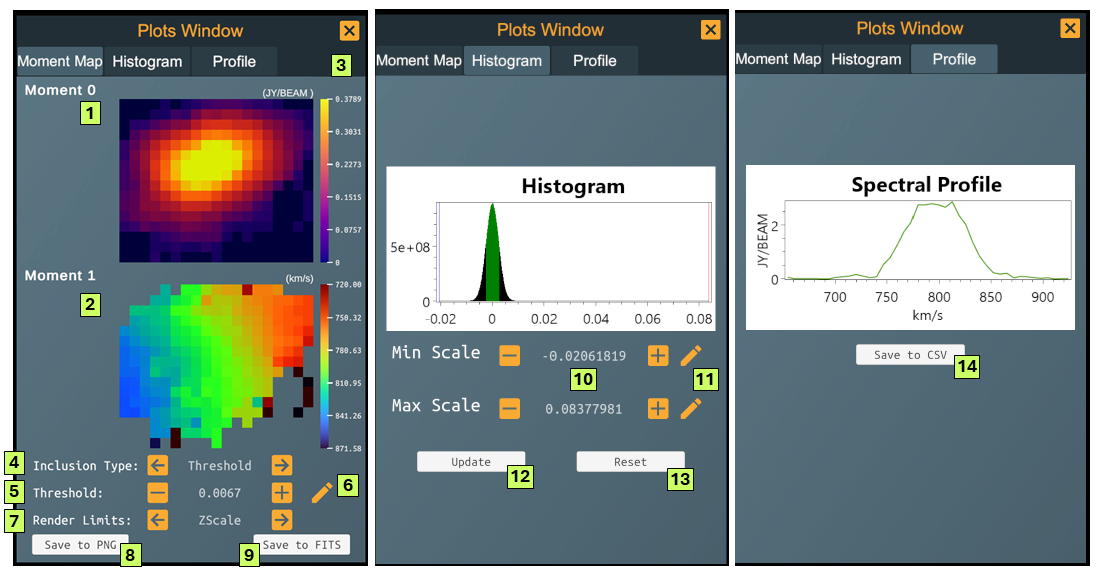 Plots Window
Moment Map Histogram Profile
3
Moment 0
(JY/BEAM )
1
0.3789
0.3031
0.2273
0.1515
0.0757
0
Moment 1
(km/s)
2
720.00
750.32
780.63
810.95
841.26
871.58
4 Inclusion Type: Threshold
5 Threshold: 0.0067 6
7 Render Limits: ZScale
Save to PNG 8 9 Save to FITS
Plots Window
Moment Map Histogram Profile
Histogram
5e+08
0
-0.02 0 0.02 0.04 0.06 0.08
Min Scale -0.02061819
10 11
Max Scale 0.08377981
Update Reset
12 13
Plots Window
Moment Map Histogram Profile
Spectral Profile
JY/BEAM
2
0
700 750 800 850 900
km/s
Save to CSV
14